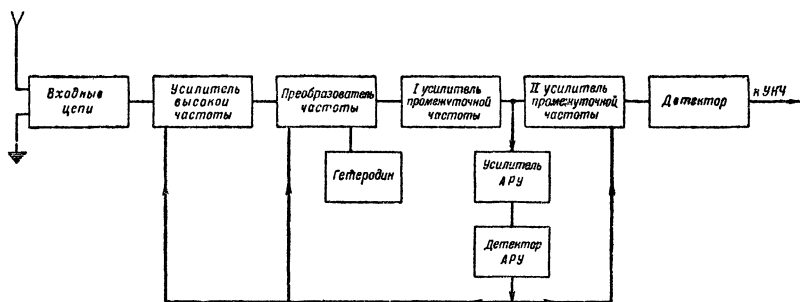 Входные
цепи
Усилитель
высокой
частоты
Преобразователь
частоты
I усилитель
промежуточной
частоты
II усилитель
промежуточной
частоты
Детектор
к УНЧ
Гетеродин
Усилитель
АРУ
Детектор
АРУ